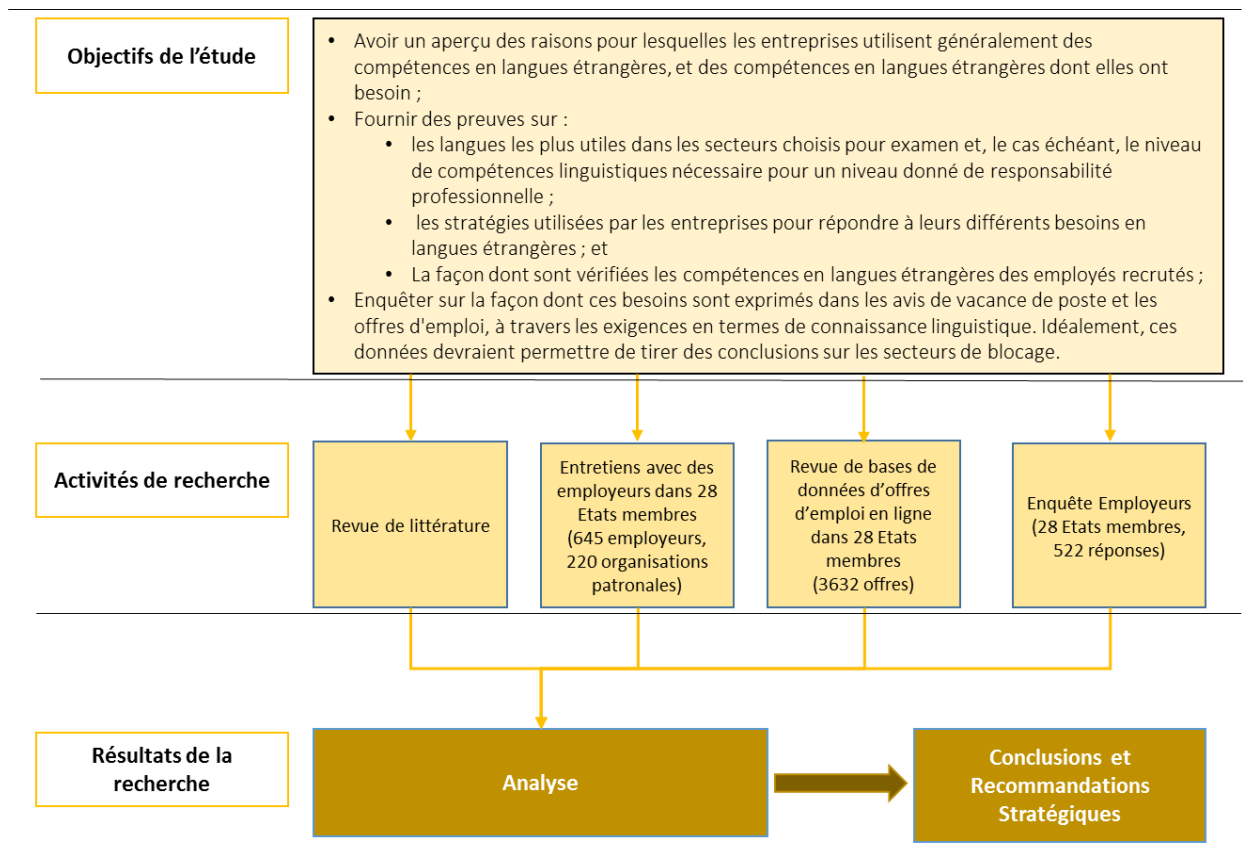 Objectifs de l’étude
• Avoir un aperçu des raisons pour lesquelles les entreprises utilisent généralement des
compétences en langues étrangères, et des compétences en langues étrangères dont elles ont
besoin ;
• Fournir des preuves sur :
• les langues les plus utiles dans les secteurs choisis pour examen et, le cas échéant, le niveau
de compétences linguistiques nécessaire pour un niveau donné de responsabilité
professionnelle ;
• les stratégies utilisées par les entreprises pour répondre à leurs différents besoins en
langues étrangères ; et
• La façon dont sont vérifiées les compétences en langues étrangères des employés recrutés ;
• Enquêter sur la façon dont ces besoins sont exprimés dans les avis de vacance de poste et les
offres d'emploi, à travers les exigences en termes de connaissance linguistique. Idéalement, ces
données devraient permettre de tirer des conclusions sur les secteurs de blocage.
Activités de recherche
Revue de littérature
Entretiens avec des
employeurs dans 28
Etats membres
(645 employeurs,
220 organisations
patronales)
Revue de bases de
données d’offres
d’emploi en ligne
dans 28 Etats
membres
(3632 offres)
Enquête Employeurs
(28 Etats membres,
522 réponses)
Résultats de la
recherche
Analyse
Conclusions et
Recommandations
Stratégiques